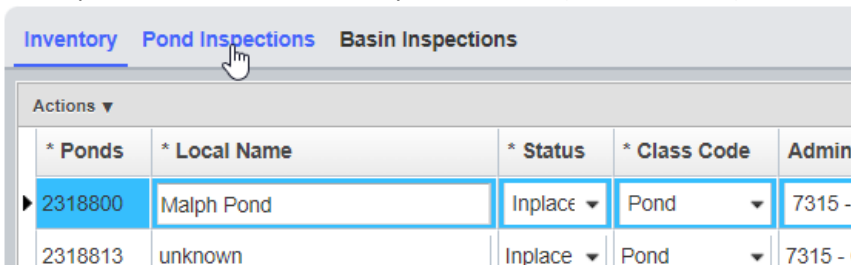 Inventory Pond Inspections Basin Inspections
Actions ▼
* Ponds * Local Name * Status * Class Code Admin
2318800 Malph Pond Inplace Pond 7315 -
2318813 unknown Inplace Pond 7315 -